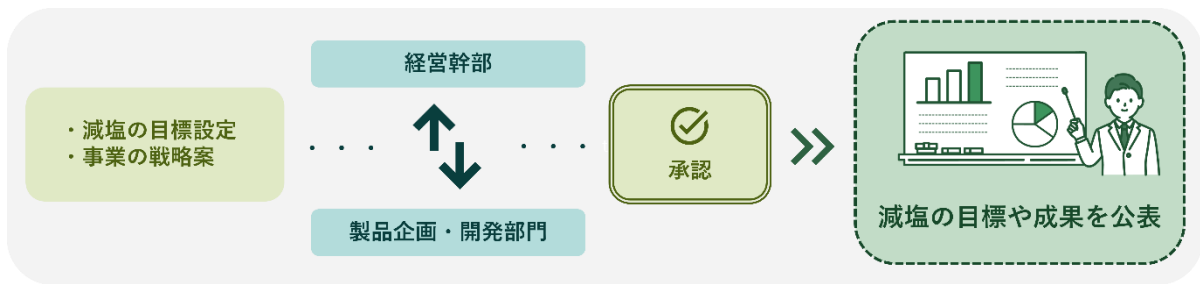 ・減塩の目標設定
・事業の戦略案
経営幹部
製品企画・開発部門
承認
減塩の目標や成果を公表